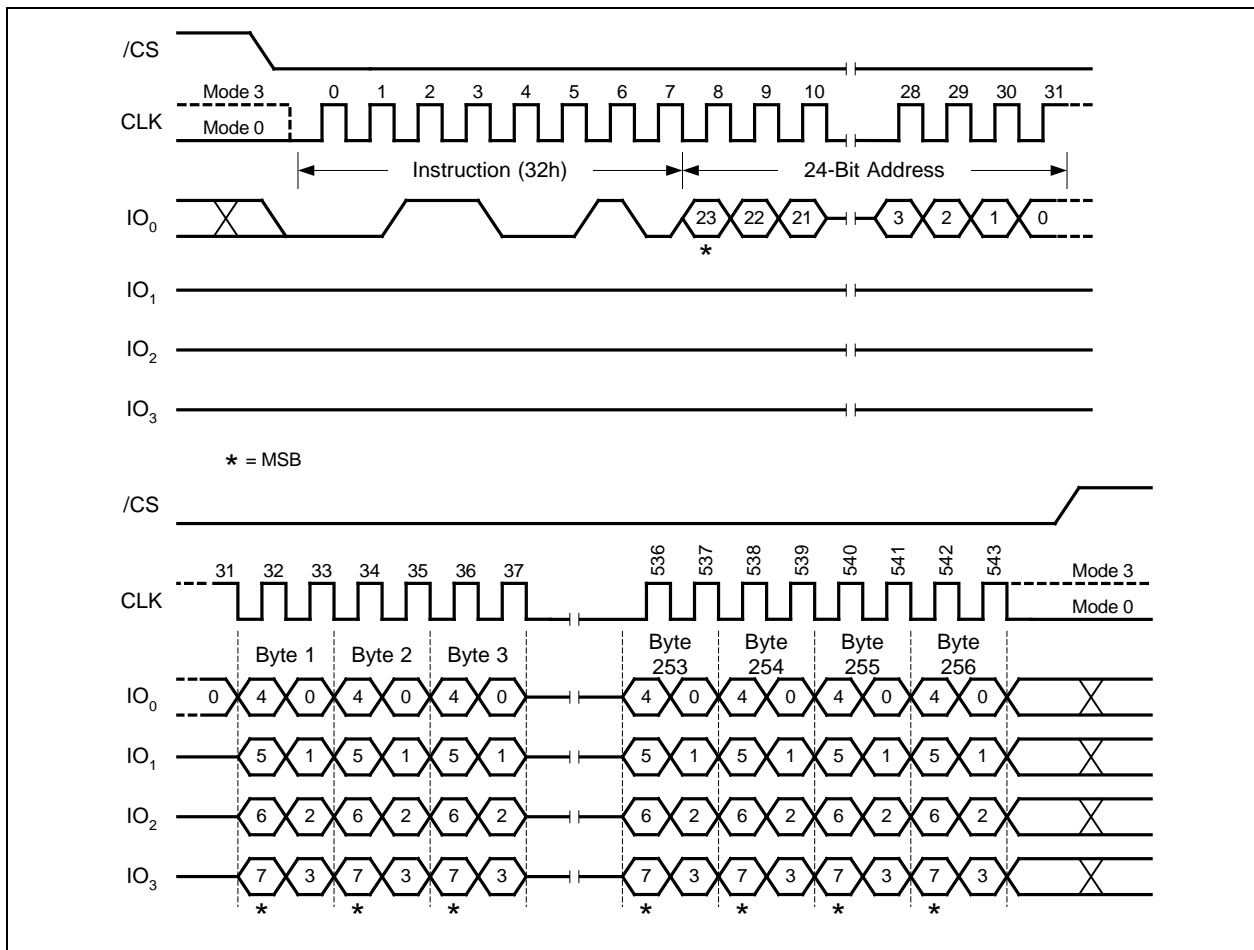 /CS
Mode 3 0 1 2 3 4 5 6 7 8 9 10 28 29 30 31
CLK
Mode 0
Instruction (32h) 24-Bit Address
IO0 23 22 21 3 2 1 0
*
IO1
IO2
IO3
* = MSB
/CS
31 32 33 34 35 36 37 536 537 538 539 540 541 542 543
CLK Mode 3
Mode 0
Byte 1 Byte 2 Byte 3 Byte 253 Byte 254 Byte 255 Byte 256
IO0 0 4 0 4 0 4 0 4 0 4 0 4 0 4 0
IO1 5 1 5 1 5 1 5 1 5 1 5 1 5 1
IO2 6 2 6 2 6 2 6 2 6 2 6 2 6 2
IO3 7 3 7 3 7 3 7 3 7 3 7 3 7 3
* * * * * * *